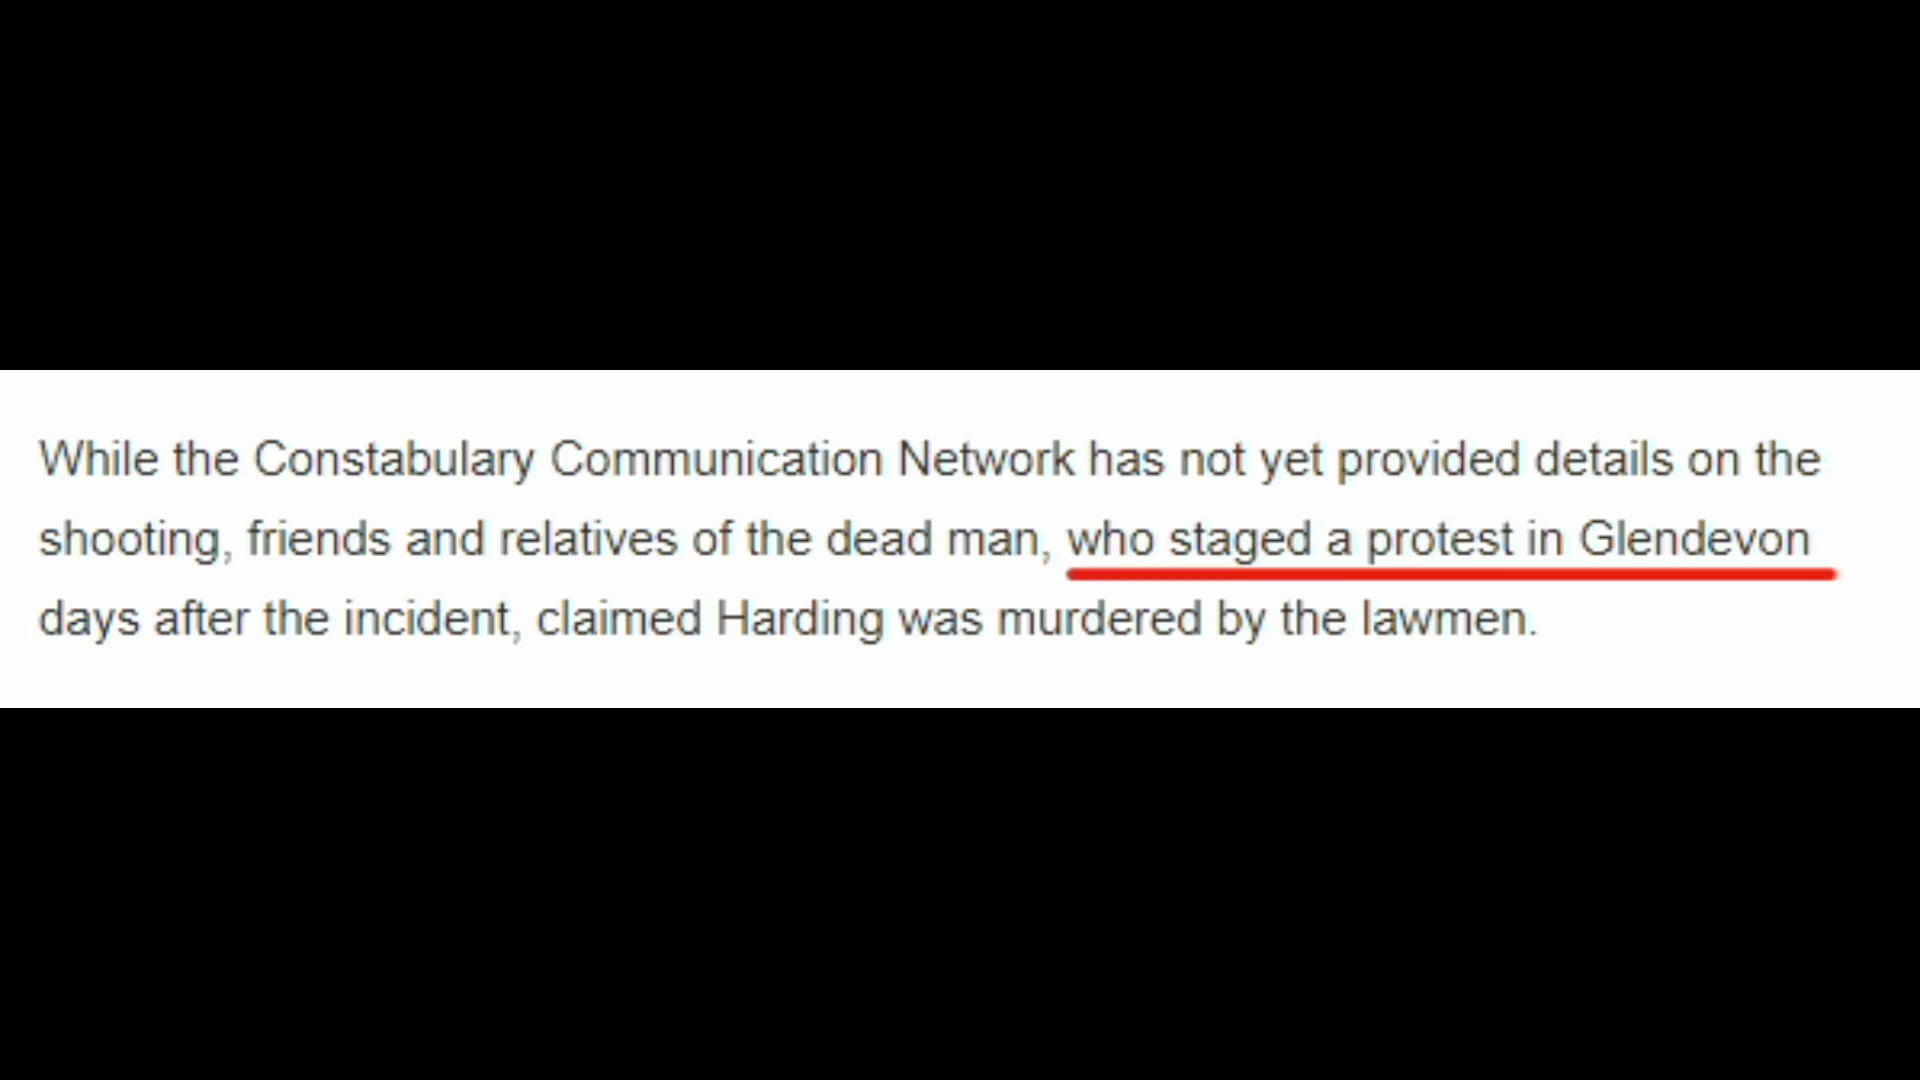 While the Constabulary Communication Network has not yet provided details on the
shooting, friends and relatives of the dead man, who staged a protest in Glendevon
days after the incident, claimed Harding was murdered by the lawmen.